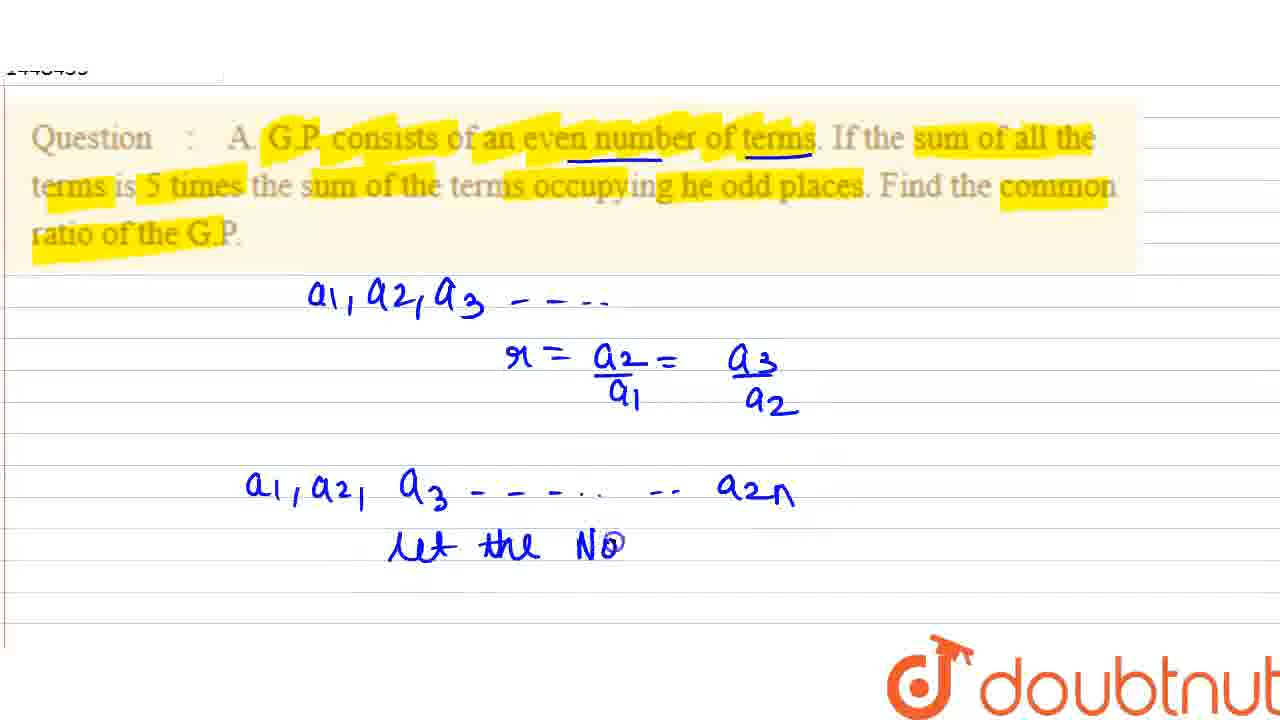 Question : A. G.P. consists of an even number of terms. If the sum of all the
terms is 5 times the sum of the terms occupying he odd places. Find the common
ratio of the G.P.
a1, a2, a3 - - - - ..
r = a2/a1 = a3/a2
a1, a2, a3 - - - - ... -- a2n
Let the No
doubtnut